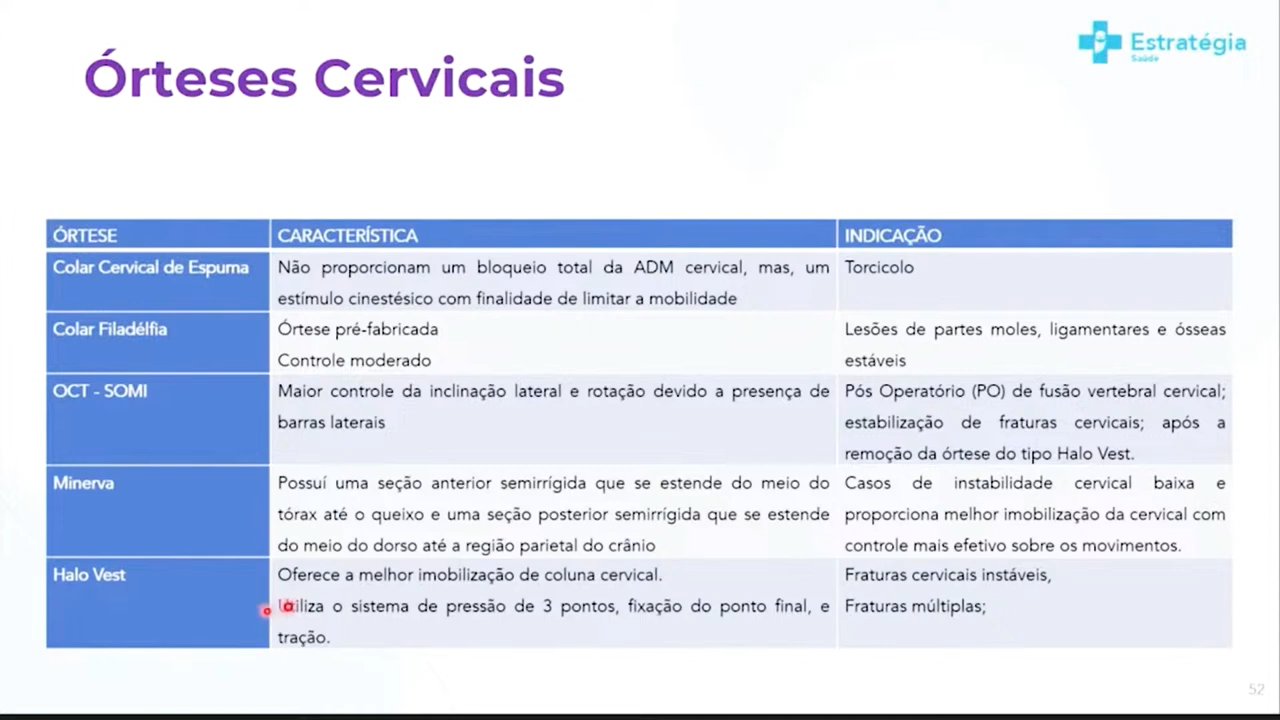 Estratégia
Saúde
Órteses Cervicais
ÓRTESE CARACTERÍSTICA INDICAÇÃO
Colar Cervical de Espuma
Não proporcionam um bloqueio total da ADM cervical, mas, um
estímulo cinestésico com finalidade de limitar a mobilidade
Torcicolo
Colar Filadélfia
Órtese pré-fabricada
Controle moderado
Lesões de partes moles, ligamentares e ósseas
estáveis
OCT - SOMI
Maior controle da inclinação lateral e rotação devido a presença de
barras laterais
Pós Operatório (PO) de fusão vertebral cervical;
estabilização de fraturas cervicais; após a
remoção da órtese do tipo Halo Vest.
Minerva
Possuí uma seção anterior semirrígida que se estende do meio do
tórax até o queixo e uma seção posterior semirrígida que se estende
do meio do dorso até a região parietal do crânio
Casos de instabilidade cervical baixa e
proporciona melhor imobilização da cervical com
controle mais efetivo sobre os movimentos.
Halo Vest
Oferece a melhor imobilização de coluna cervical.
Utiliza o sistema de pressão de 3 pontos, fixação do ponto final, e
tração.
Fraturas cervicais instáveis,
Fraturas múltiplas;
52